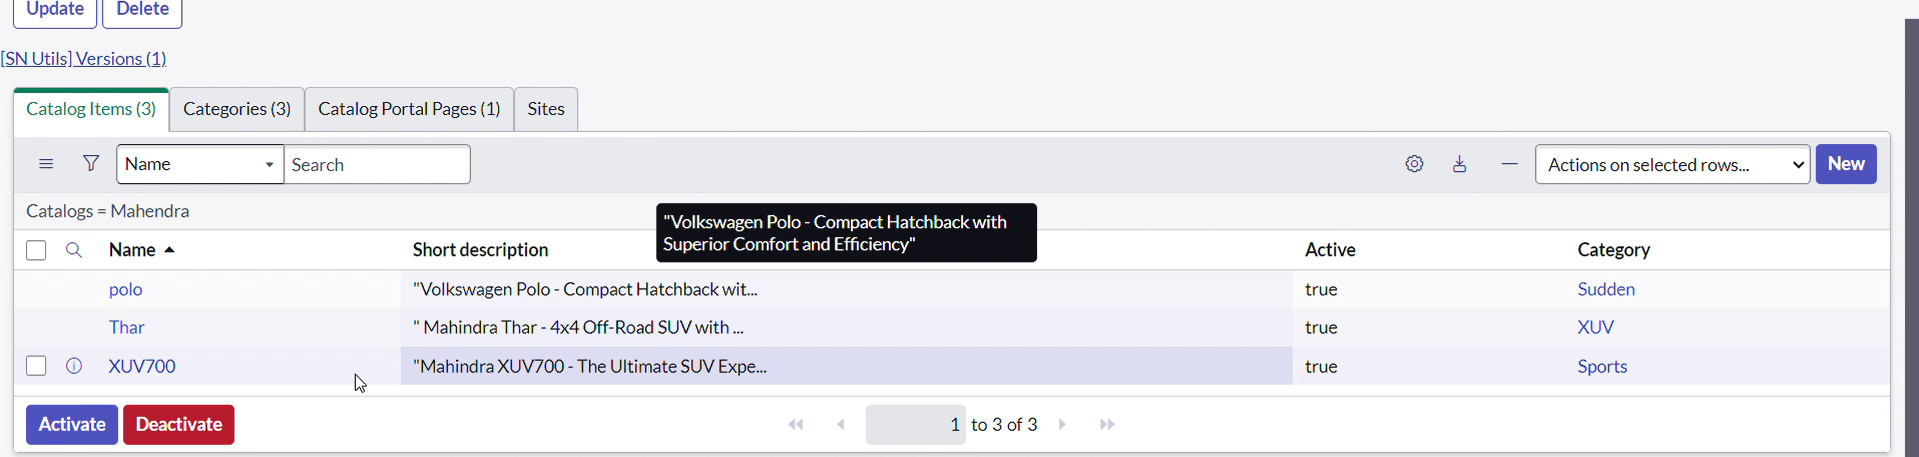 Update Delete
[SN Utils] Versions (1)
Catalog Items (3) Categories (3) Catalog Portal Pages (1) Sites
Name Search Actions on selected rows... New
Catalogs = Mahendra
"Volkswagen Polo - Compact Hatchback with
Superior Comfort and Efficiency"
Name Short description Active Category
polo "Volkswagen Polo - Compact Hatchback wit... true Sudden
Thar " Mahindra Thar - 4x4 Off-Road SUV with ... true XUV
XUV700 "Mahindra XUV700 - The Ultimate SUV Expe... true Sports
Activate Deactivate 1 to 3 of 3